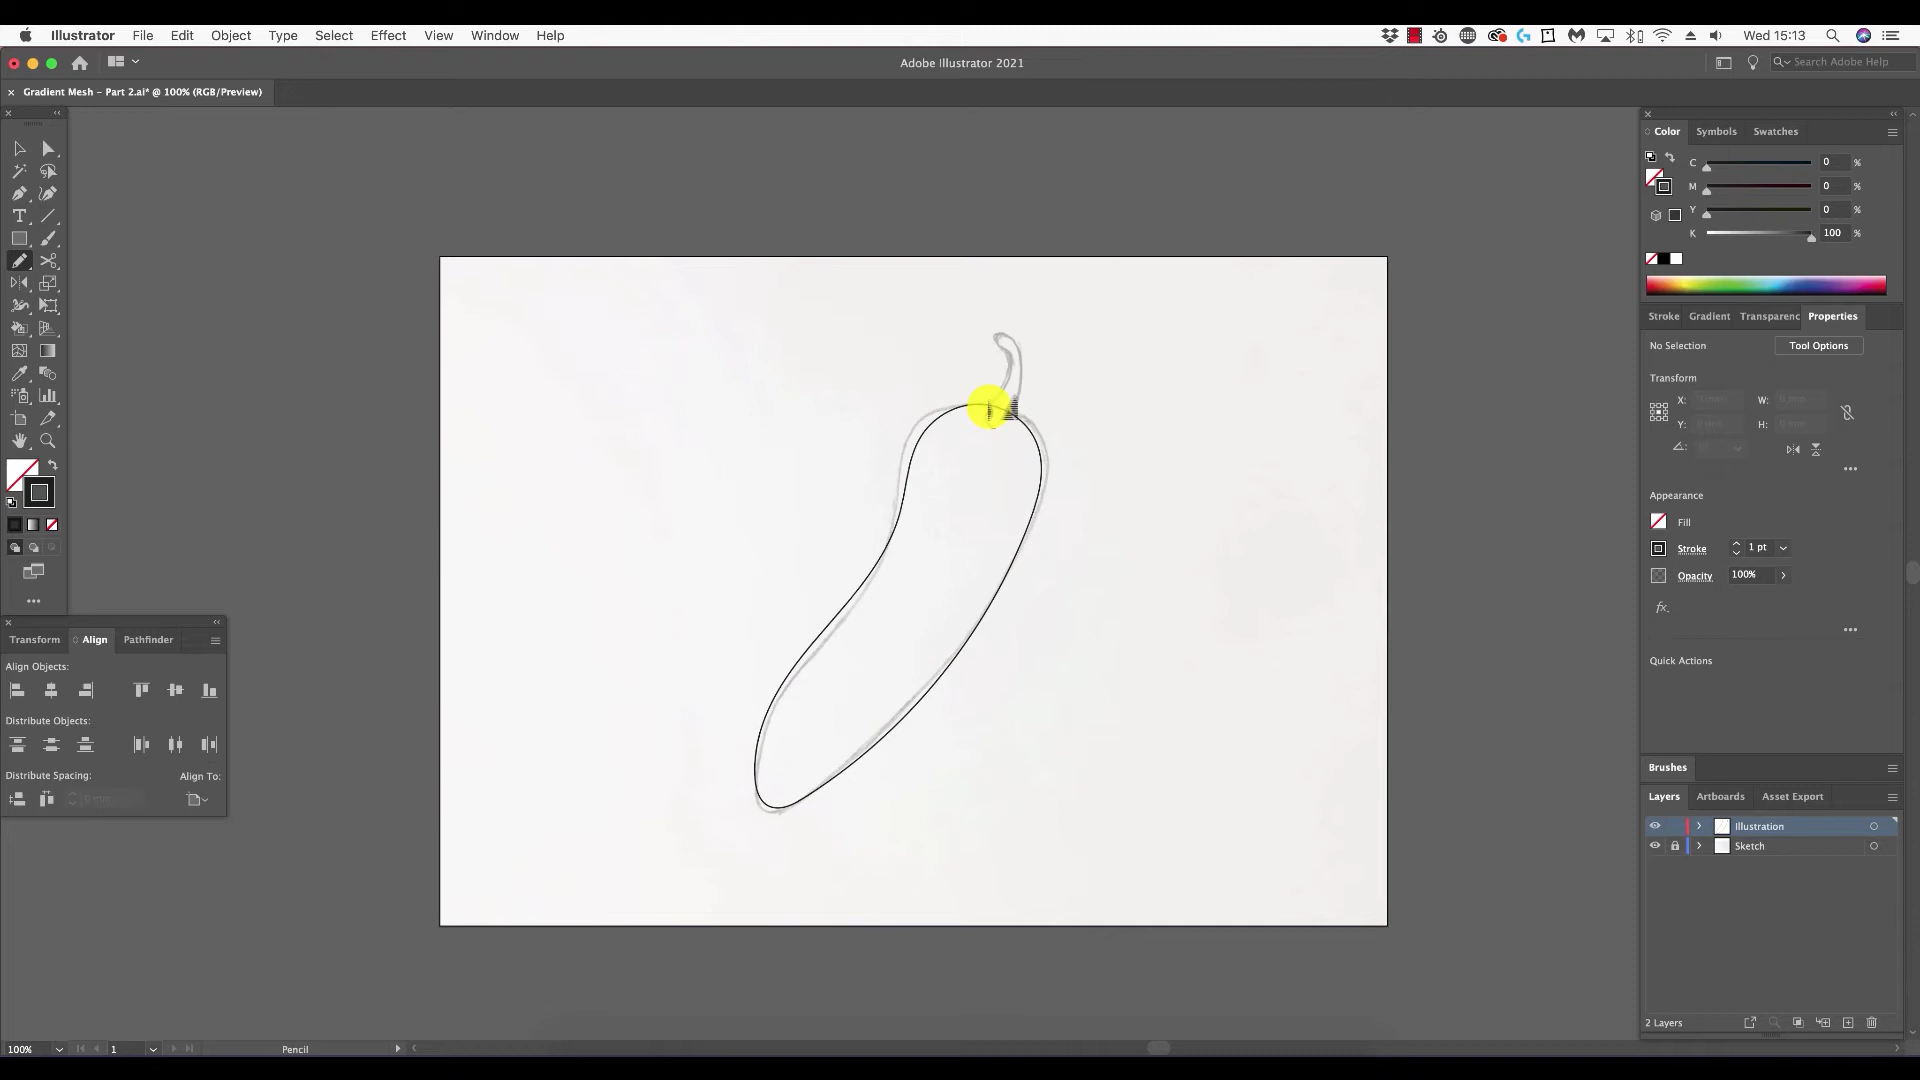 Illustrator File Edit Object Type Select Effect View Window Help
Wed 15:13
Adobe Illustrator 2021
Search Adobe Help
Gradient Mesh – Part 2.ai* @ 100% (RGB/Preview)
Color Symbols Swatches
C 0 %
M 0 %
Y 0 %
K 100 %
Stroke Gradient Transparenc Properties
No Selection Tool Options
Transform
X: W:
Y: H:
Appearance
Fill
Stroke 1 pt
Opacity 100%
fx.
Quick Actions
Transform Align Pathfinder
Align Objects:
Distribute Objects:
Distribute Spacing: Align To:
0 mm
Brushes
Layers Artboards Asset Export
Illustration
Sketch
2 Layers
100% 1 Pencil